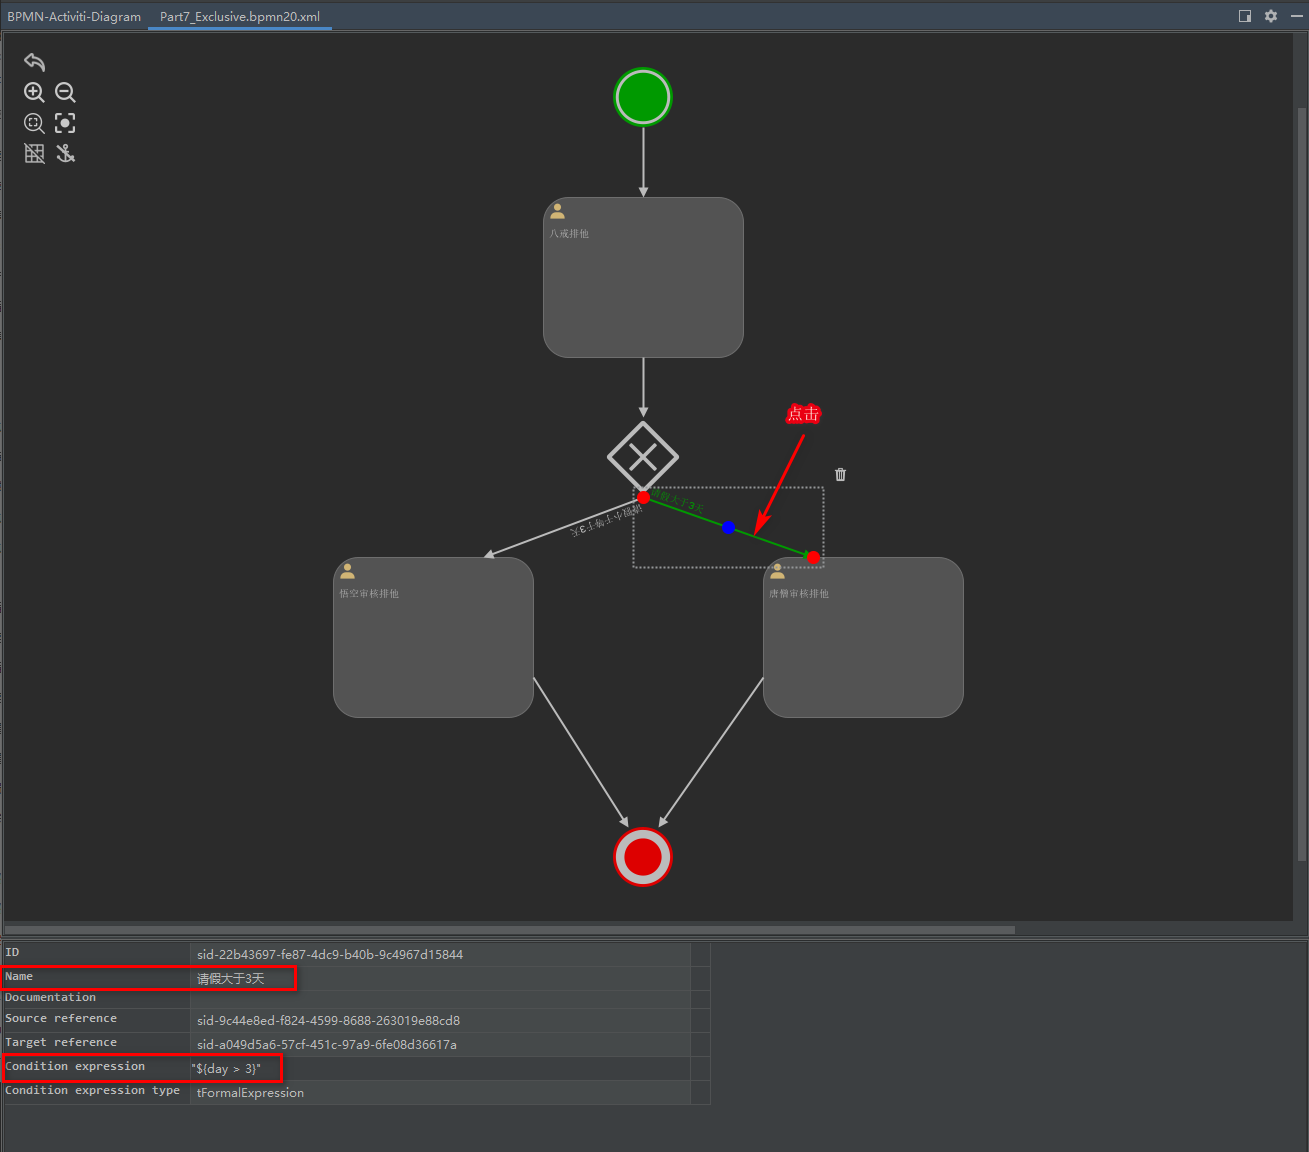 BPMN-Activiti-Diagram
Part7_Exclusive.bpmn20.xml
八戒排他
点击
请假大于3天
请假小于等于3天
悟空审核排他
唐僧审核排他
ID sid-22b43697-fe87-4dc9-b40b-9c4967d15844
Name 请假大于3天
Documentation
Source reference sid-9c44e8ed-f824-4599-8688-263019e88cd8
Target reference sid-a049d5a6-57cf-451c-97a9-6fe08d36617a
Condition expression "${day > 3}"
Condition expression type tFormalExpression